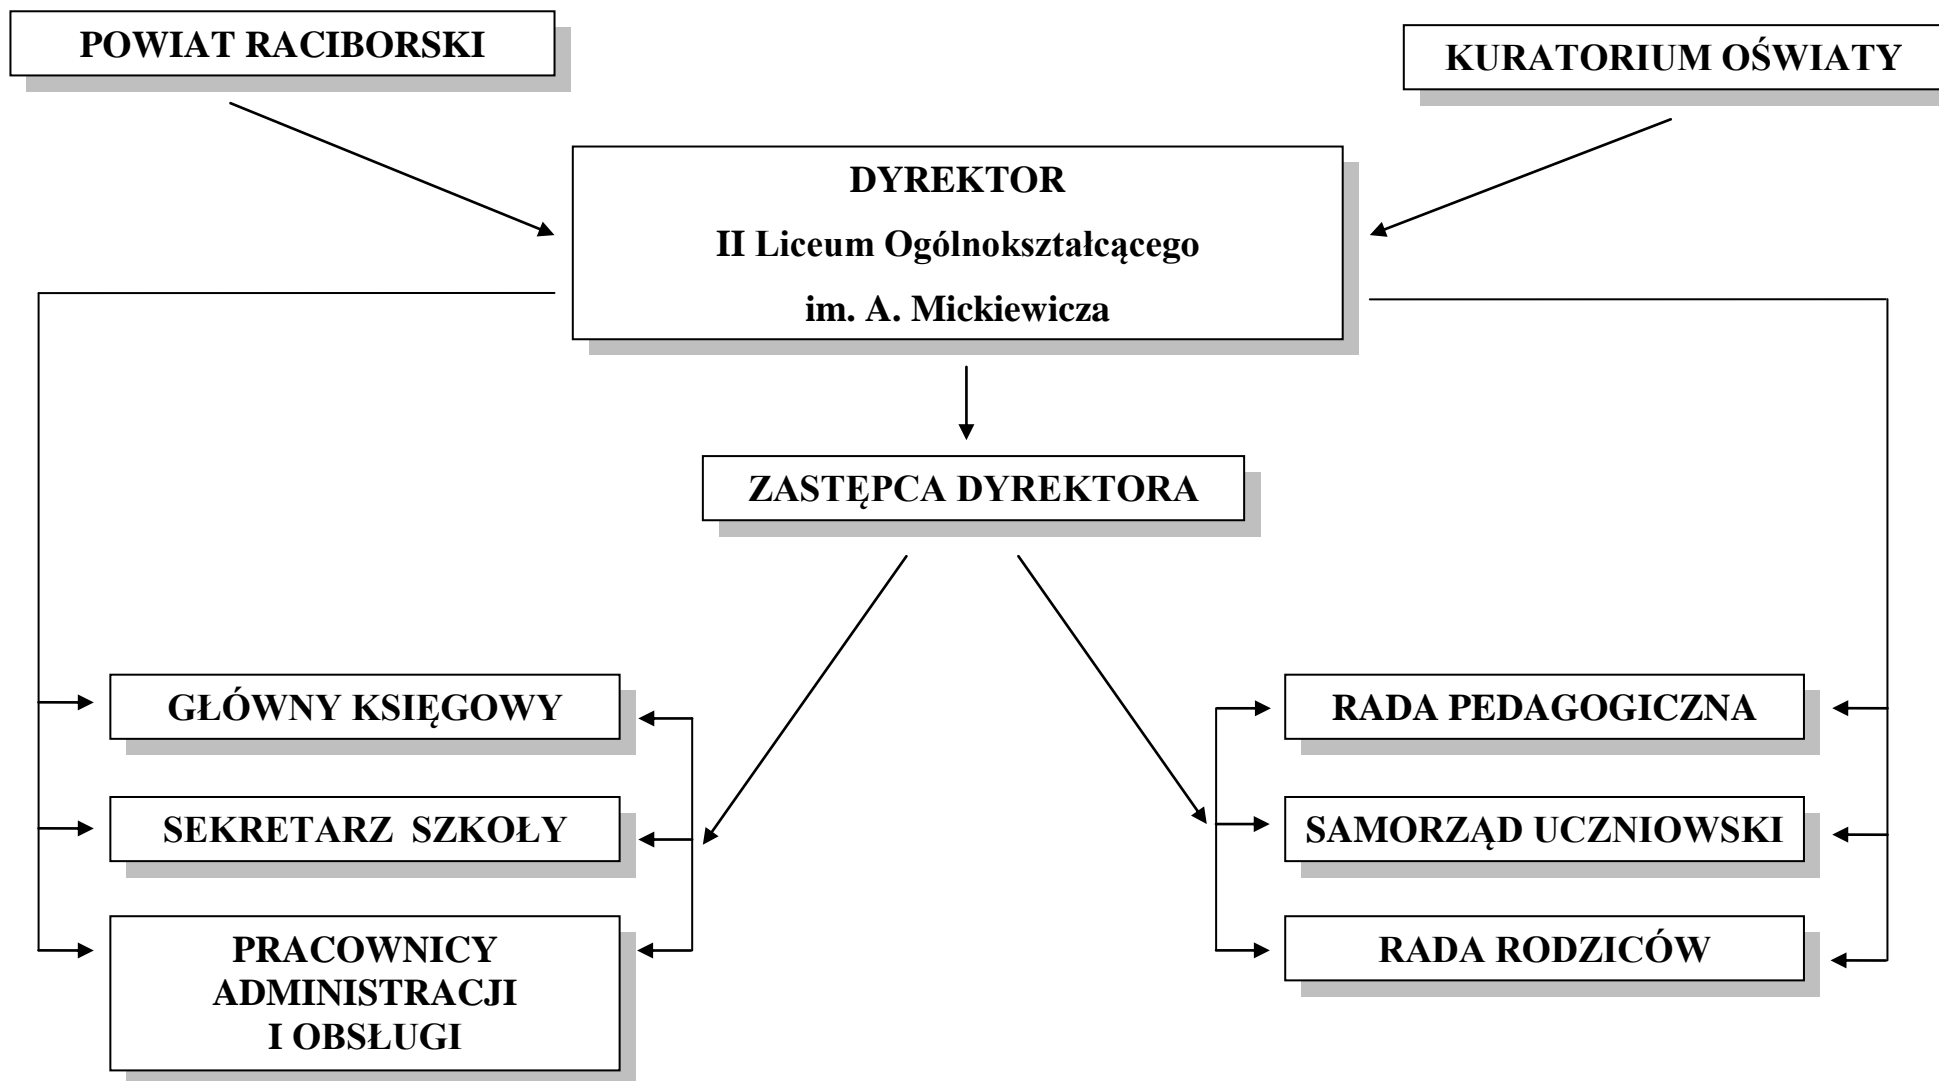 POWIAT RACIBORSKI
KURATORIUM OŚWIATY
DYREKTOR
II Liceum Ogólnokształcącego
im. A. Mickiewicza
ZASTĘPCA DYREKTORA
GŁÓWNY KSIĘGOWY
SEKRETARZ SZKOŁY
PRACOWNICY
ADMINISTRACJI
I OBSŁUGI
RADA PEDAGOGICZNA
SAMORZĄD UCZNIOWSKI
RADA RODZICÓW